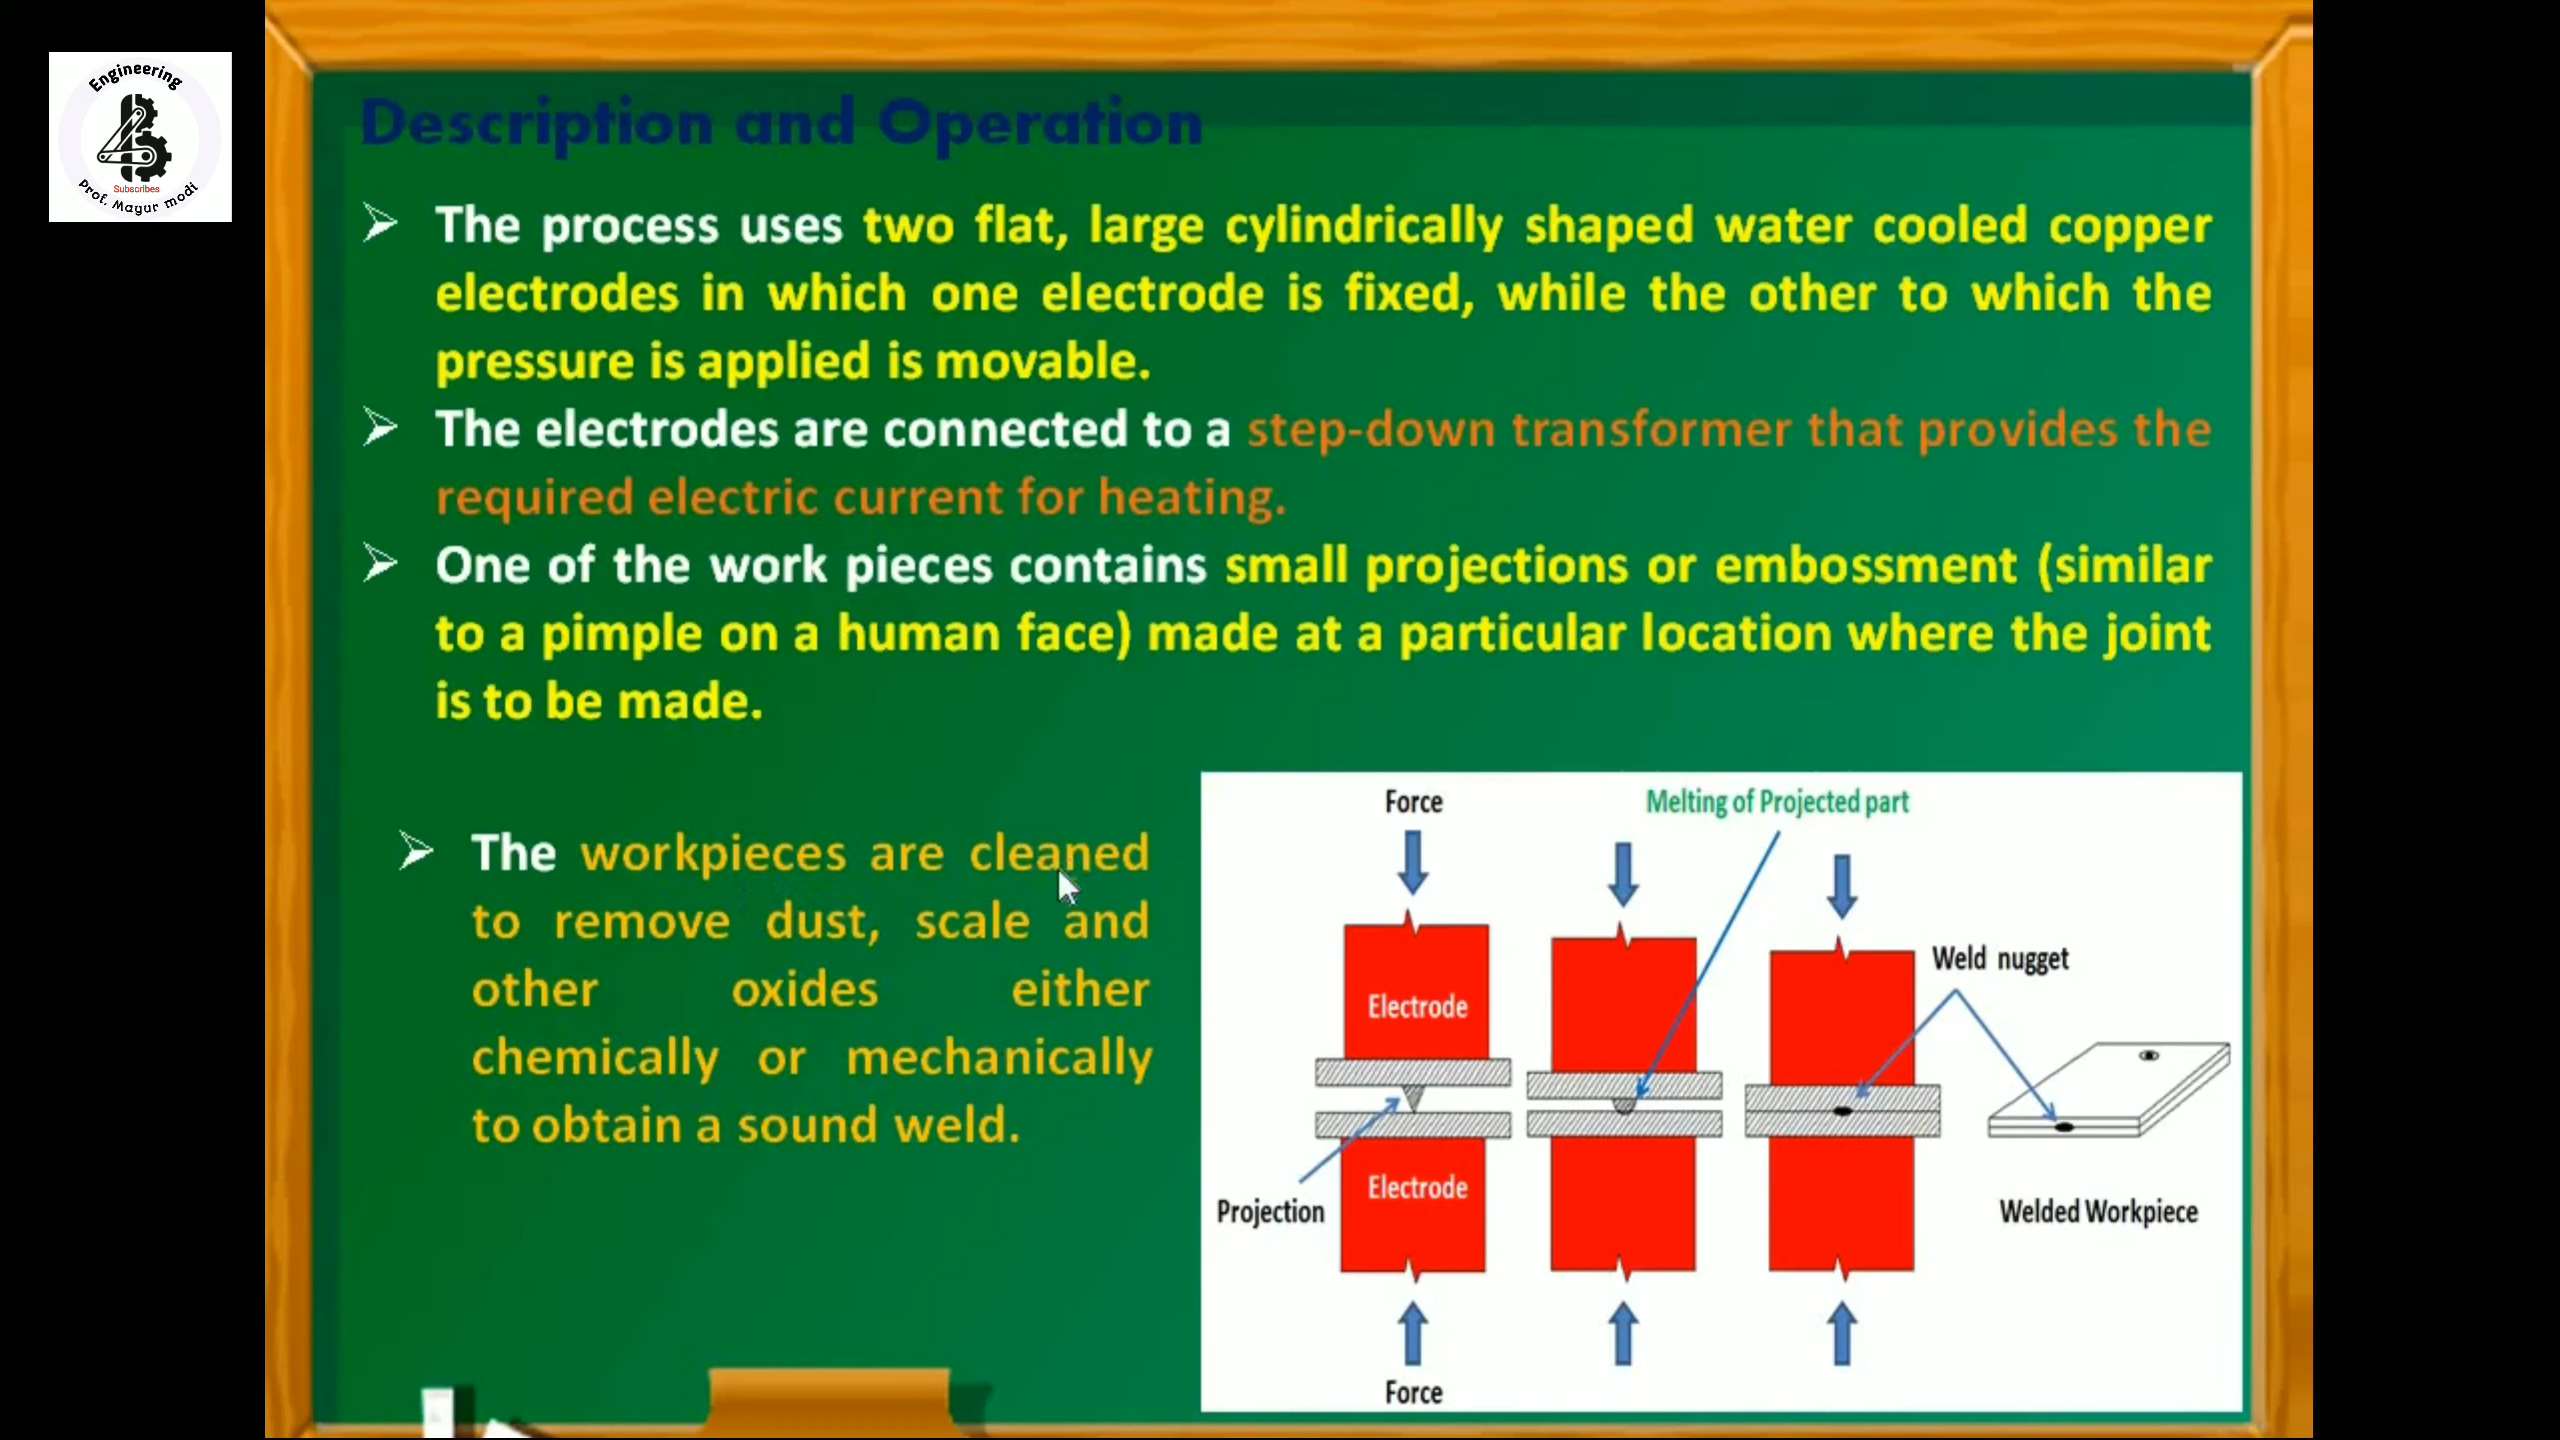 Engineering
Subscribes
Prof. Mayur modi
Description and Operation
The process uses two flat, large cylindrically shaped water cooled copper
electrodes in which one electrode is fixed, while the other to which the
pressure is applied is movable.
The electrodes are connected to a step-down transformer that provides the
required electric current for heating.
One of the work pieces contains small projections or embossment (similar
to a pimple on a human face) made at a particular location where the joint
is to be made.
The workpieces are cleaned
to remove dust, scale and
other oxides either
chemically or mechanically
to obtain a sound weld.
Force
Melting of Projected part
Weld nugget
Electrode
Electrode
Projection
Welded Workpiece
Force